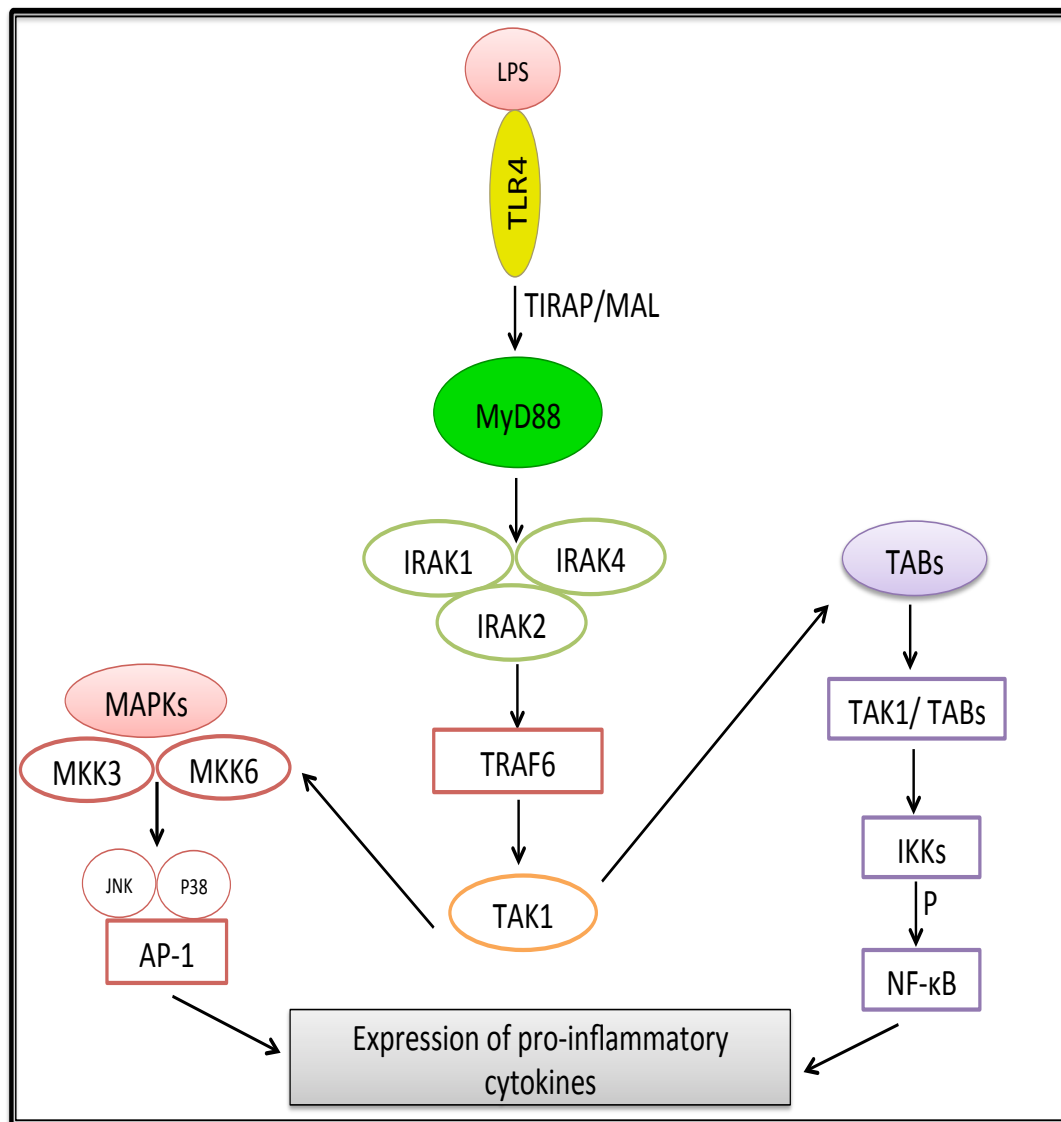 LPS
TLR4
TIRAP/MAL
MyD88
IRAK1
IRAK4
IRAK2
TRAF6
TAK1
MAPKs
MKK3
MKK6
JNK
P38
AP-1
TABs
TAK1/ TABs
IKKs
P
NF-κB
Expression of pro-inflammatory
cytokines